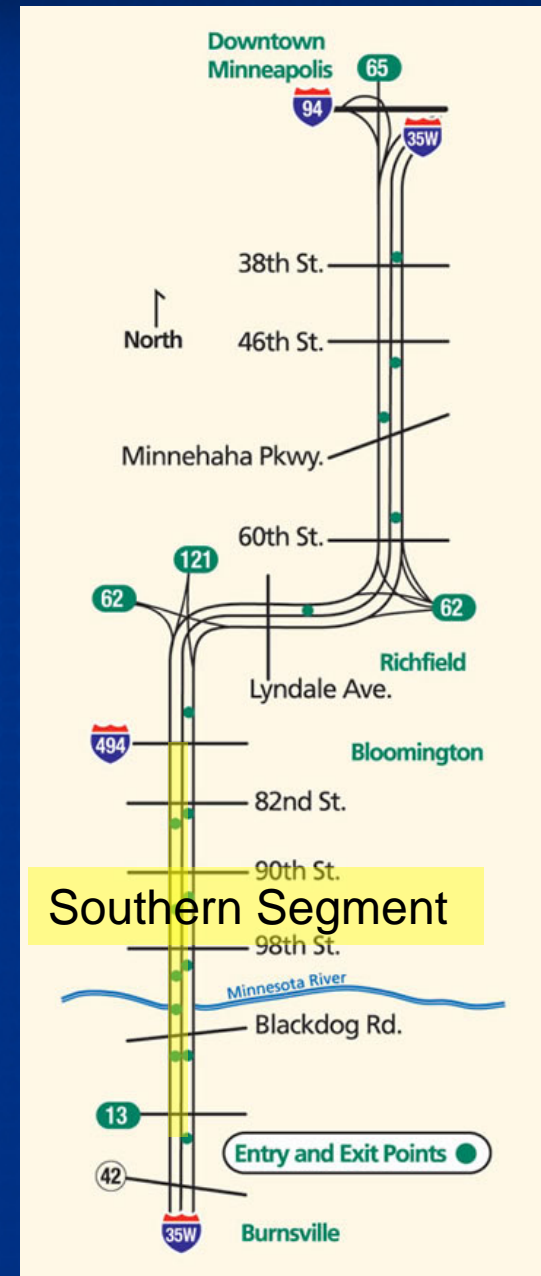 Downtown
Minneapolis
65
94
35W
38th St.
North
46th St.
Minnehaha Pkwy.
60th St.
121
62
62
Richfield
Lyndale Ave.
494
Bloomington
82nd St.
90th St.
Southern Segment
98th St.
Minnesota River
Blackdog Rd.
13
Entry and Exit Points
42
35W
Burnsville